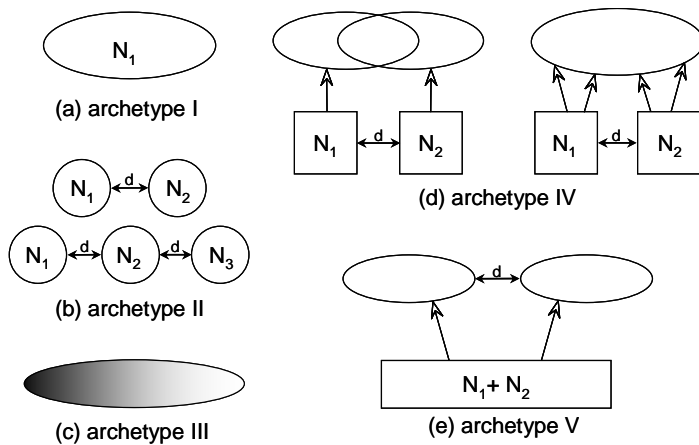 N₁
(a) archetype I
N₁ d N₂
N₁ d N₂ d N₃
(b) archetype II
(c) archetype III
N₁ d N₂ N₁ d N₂
(d) archetype IV
d
N₁+ N₂
(e) archetype V